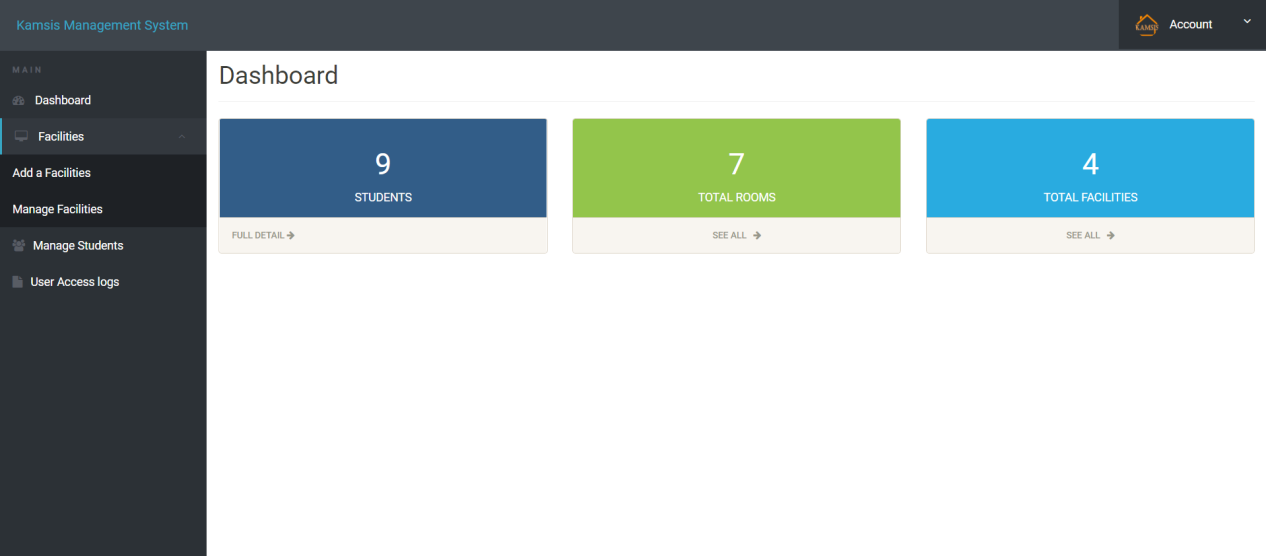 Kamsis Management System
KAMSIS
Account
MAIN
Dashboard
Facilities
Add a Facilities
Manage Facilities
Manage Students
User Access logs
Dashboard
9
STUDENTS
FULL DETAIL
7
TOTAL ROOMS
SEE ALL
4
TOTAL FACILITIES
SEE ALL